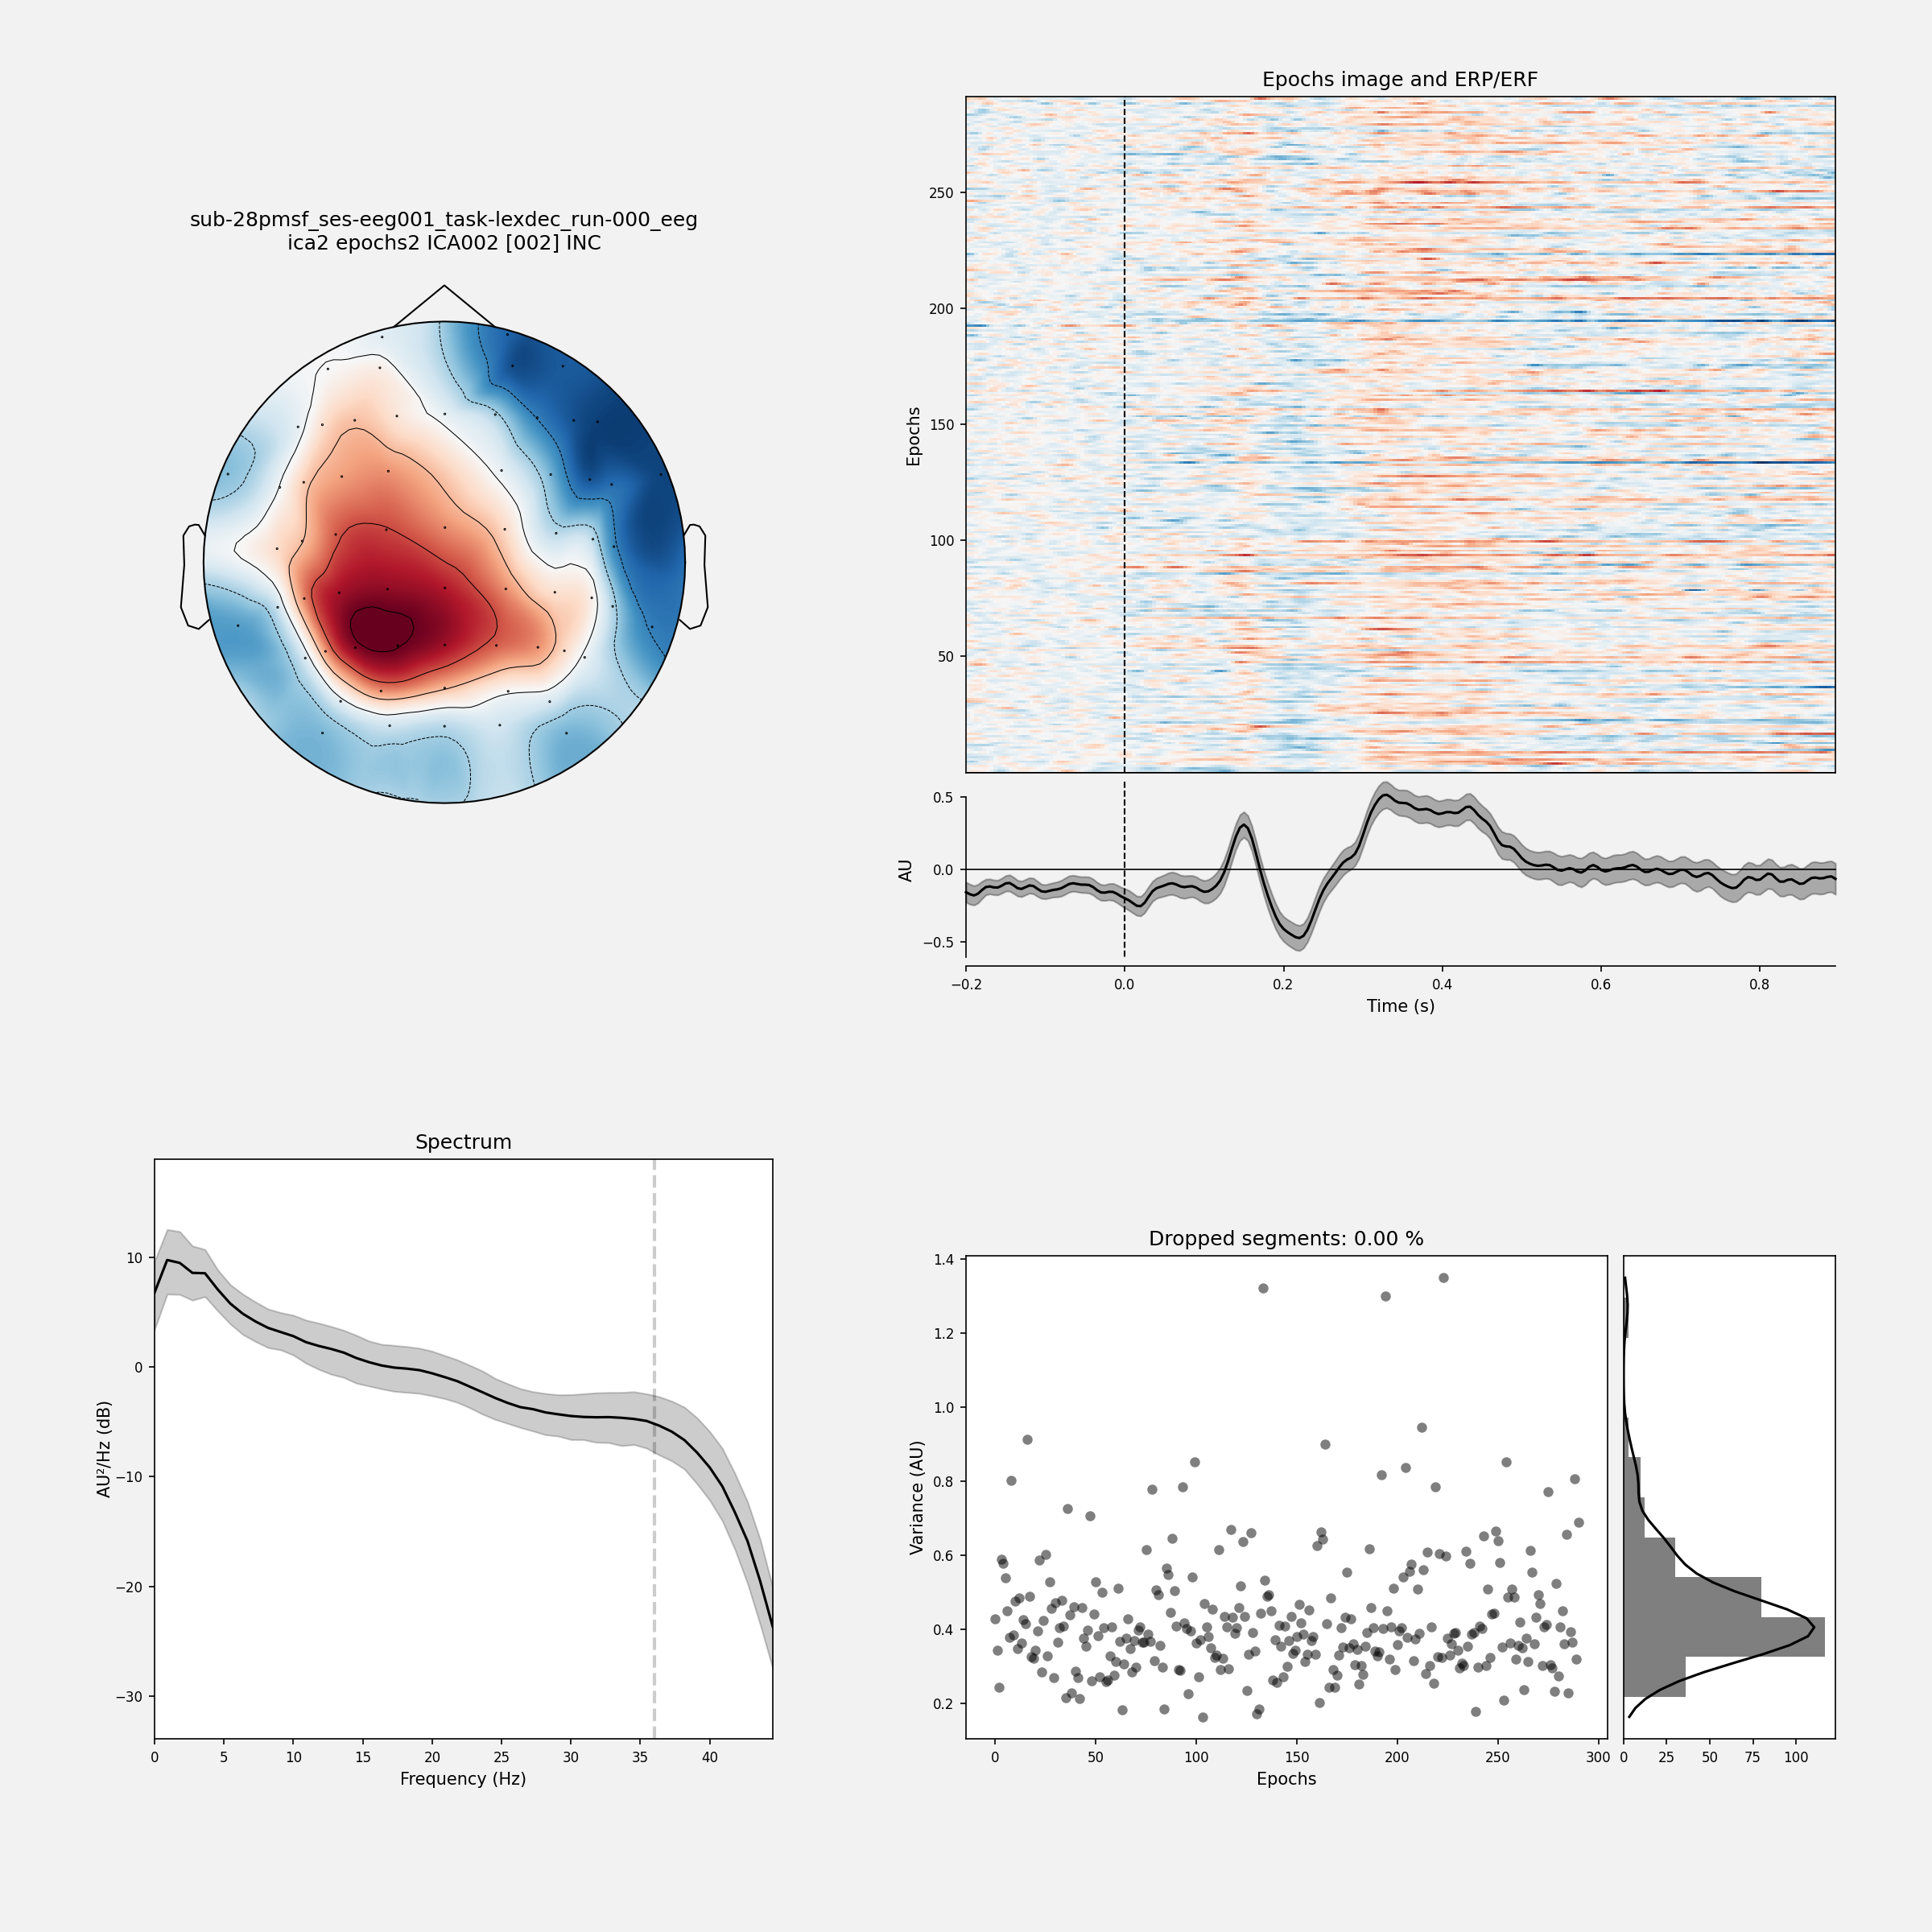 sub-28pmsf_ses-eeg001_task-lexdec_run-000_eeg
ica2 epochs2 ICA002 [002] INC
Epochs image and ERP/ERF
Epochs
250
200
150
100
50
AU
0.5
0.0
−0.5
−0.2 0.0 0.2 0.4 0.6 0.8
Time (s)
Spectrum
AU²/Hz (dB)
10
0
−10
−20
−30
0 5 10 15 20 25 30 35 40
Frequency (Hz)
Dropped segments: 0.00 %
Variance (AU)
1.4
1.2
1.0
0.8
0.6
0.4
0.2
0 50 100 150 200 250 300
Epochs
0 25 50 75 100